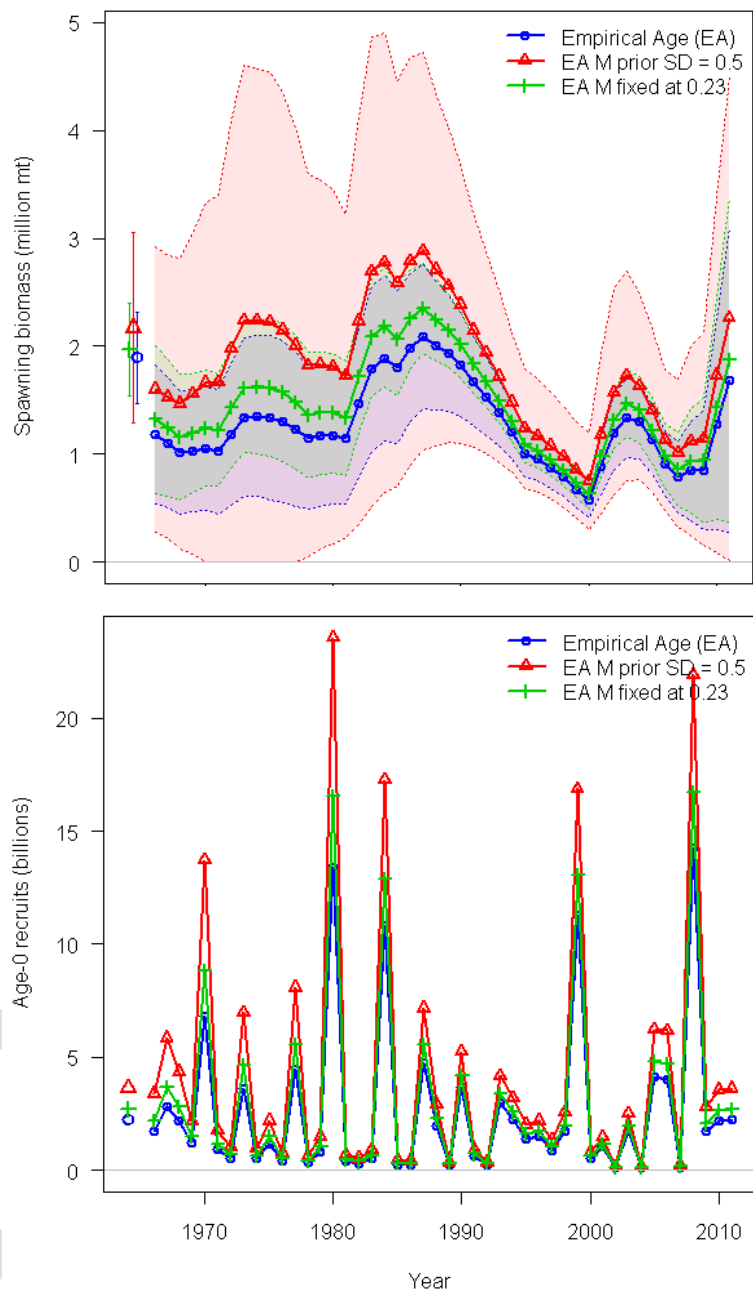 5
4
3
2
1
0
Spawning biomass (million mt)
Empirical Age (EA)
EA M prior SD = 0.5
EA M fixed at 0.23
20
15
10
5
0
Age-0 recruits (billions)
Empirical Age (EA)
EA M prior SD = 0.5
EA M fixed at 0.23
1970 1980 1990 2000 2010
Year